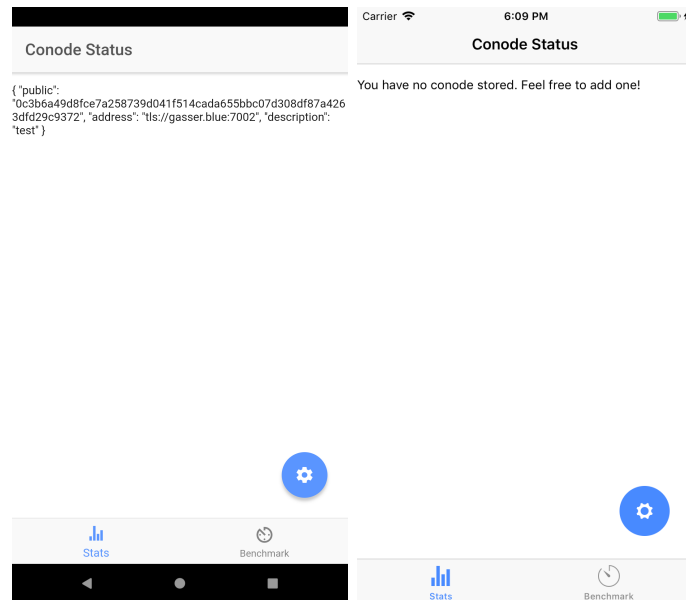 Conode Status
{ "public":
"0c3b6a49d8fce7a258739d041f514cada655bbc07d308df87a426
3dfd29c9372", "address": "tls://gasser.blue:7002", "description":
"test" }
Stats
Benchmark
Carrier
6:09 PM
Conode Status
You have no conode stored. Feel free to add one!
Stats
Benchmark